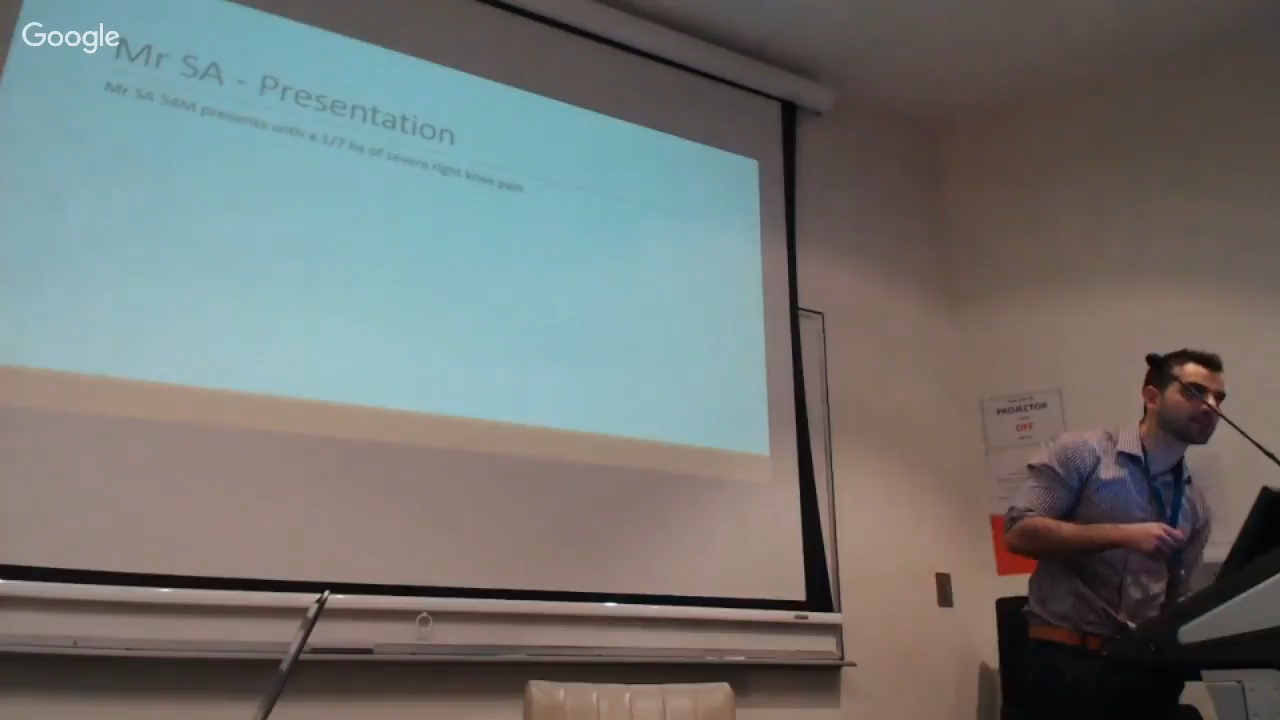 Google
Mr SA - Presentation
Mr SA 54M presents with a 1/7 hx of severe right knee pain
PROJECTOR
OFF